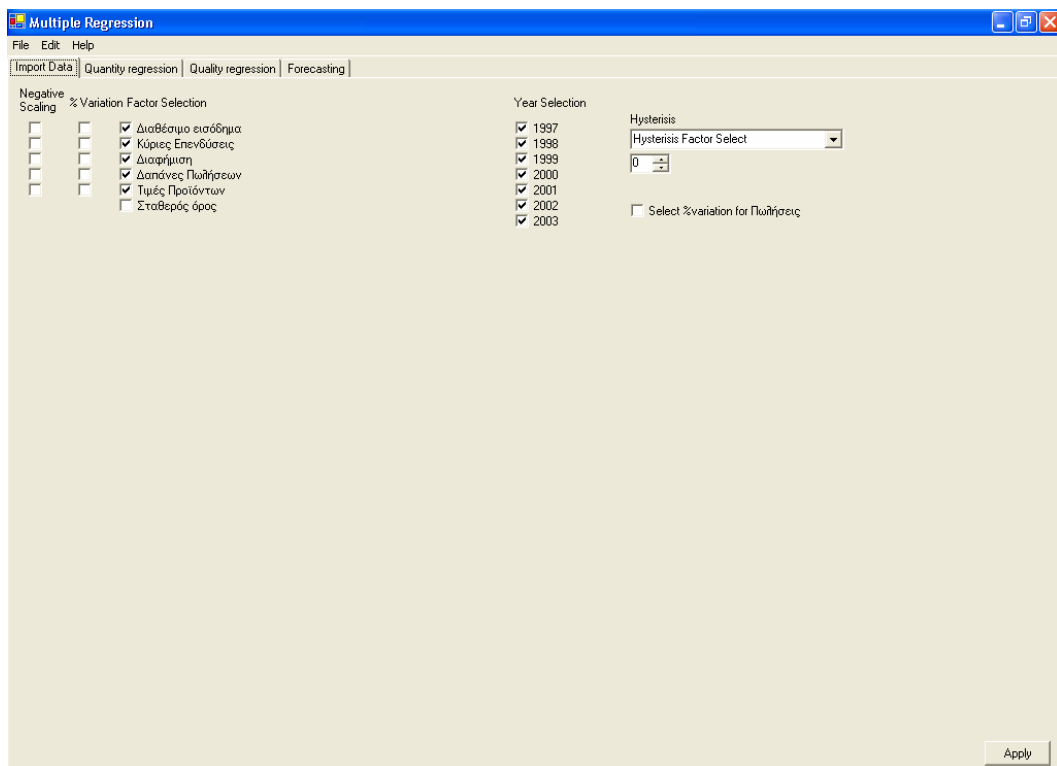 Multiple Regression
File Edit Help
Import Data Quantity regression Quality regression Forecasting
Negative
Scaling
% Variation Factor Selection
Διαθέσιμο εισόδημα
Κύριες Επενδύσεις
Διαφήμιση
Δαπάνες Πωλήσεων
Τιμές Προϊόντων
Σταθερός όρος
Year Selection
1997
1998
1999
2000
2001
2002
2003
Hysterisis
Hysterisis Factor Select
0
Select %variation for Πωλήσεις
Apply